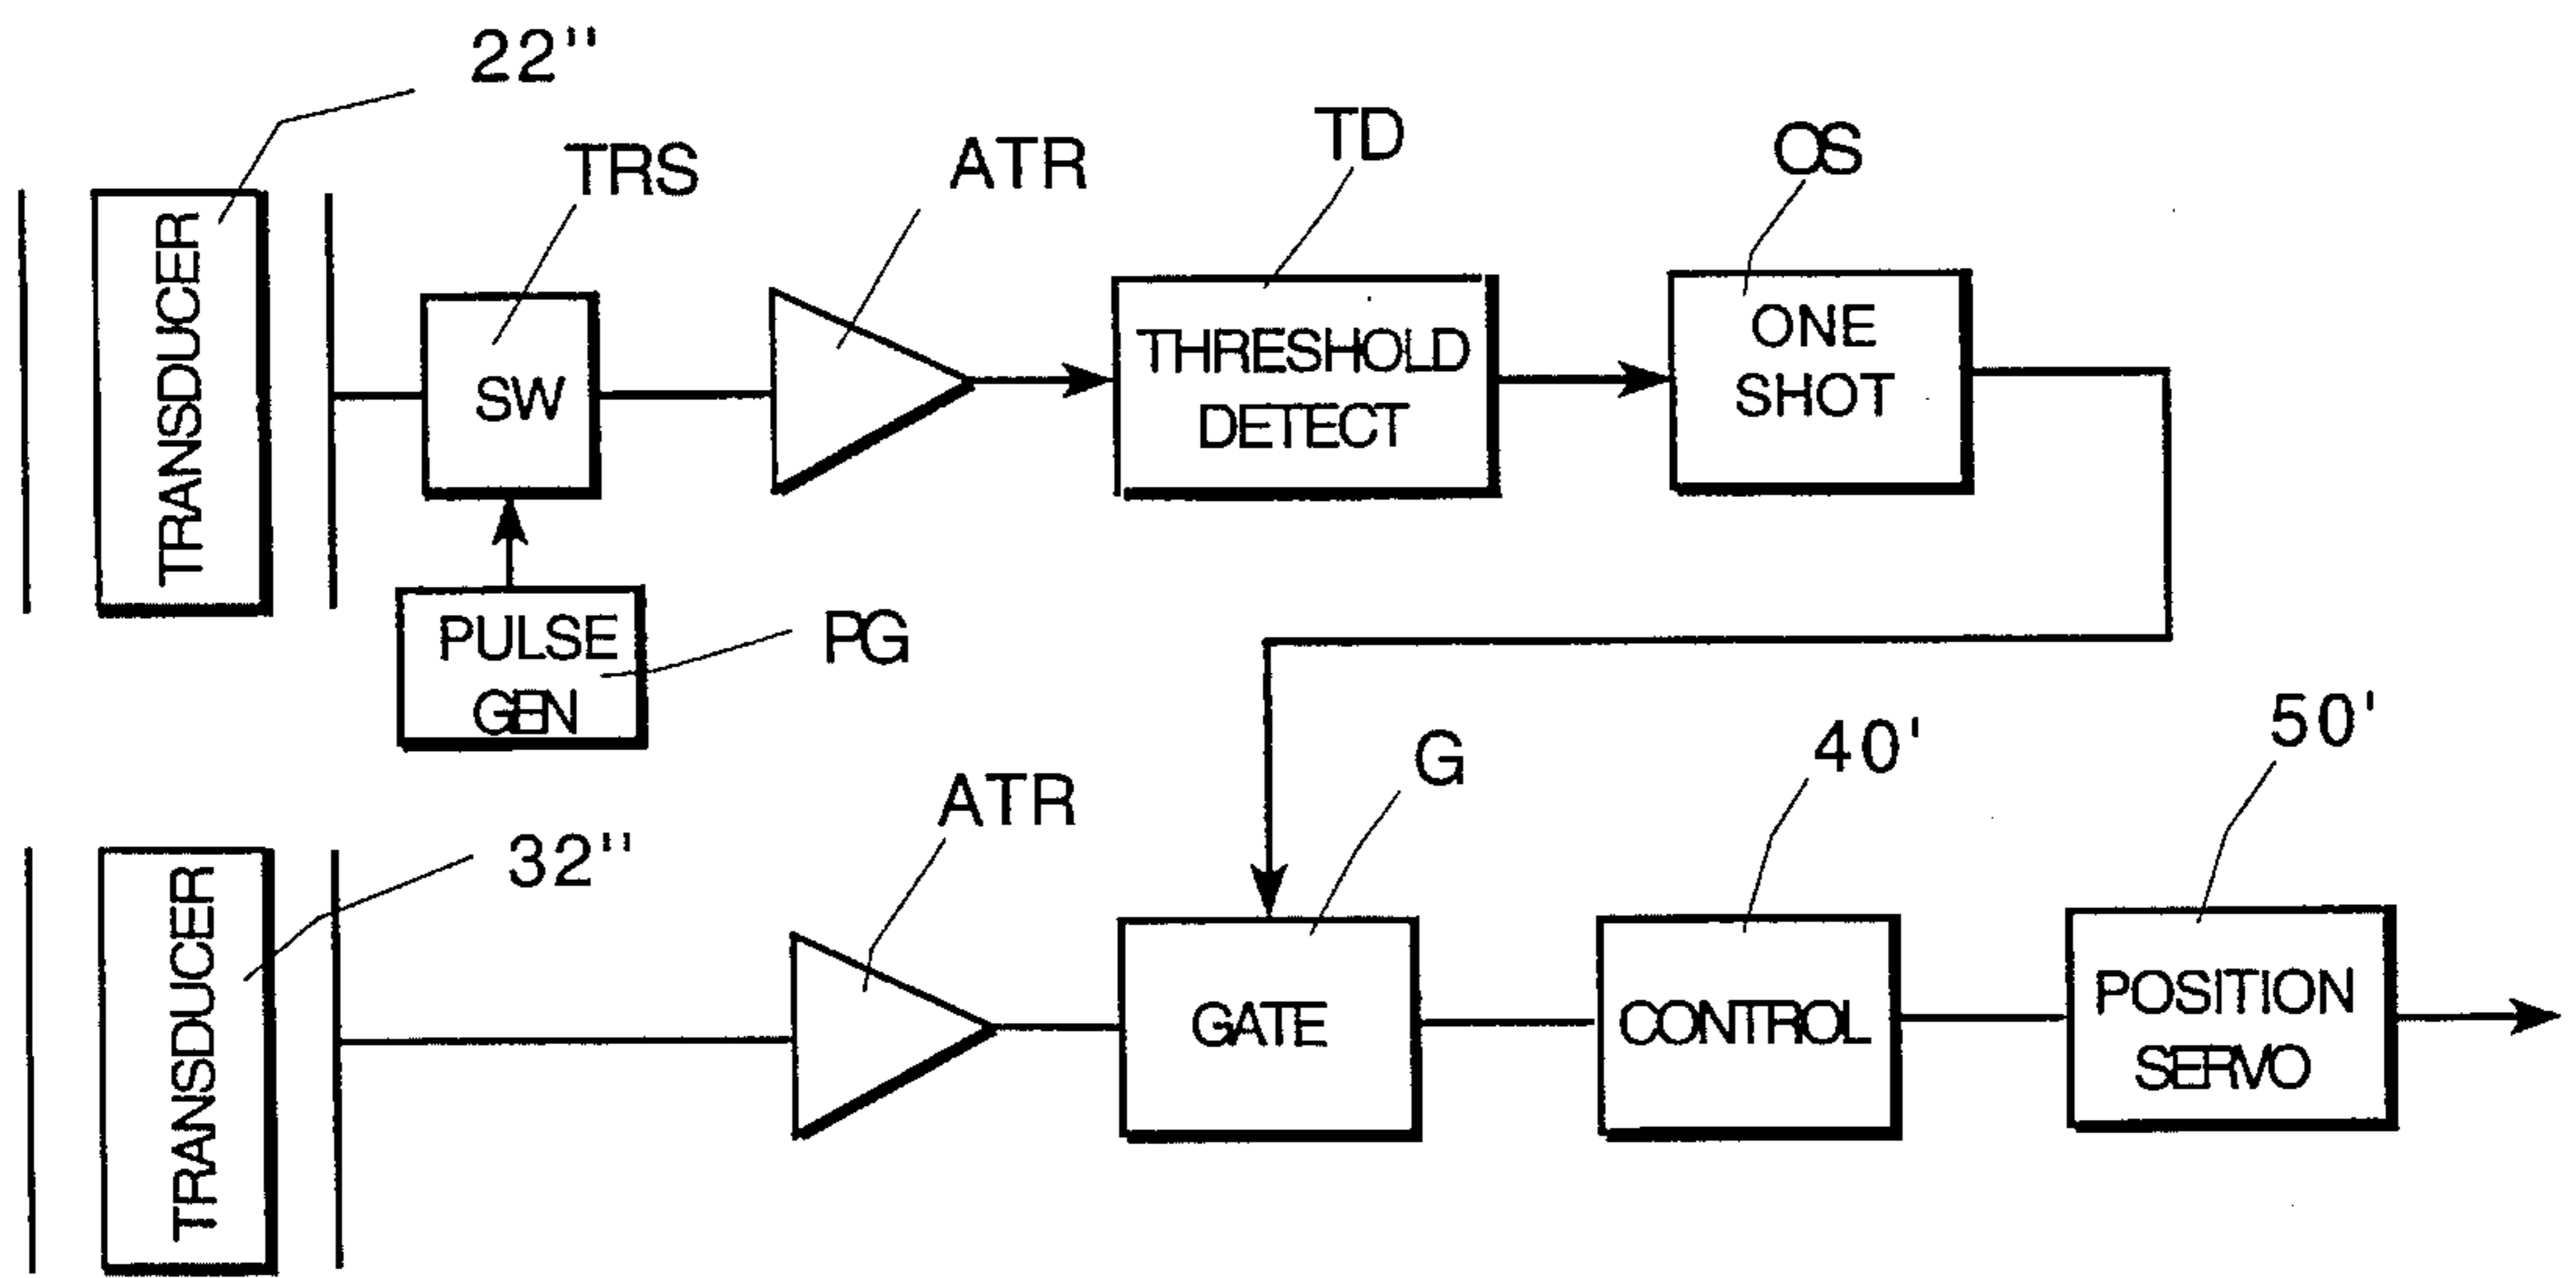 22"
TRS
ATR
TD
OS
TRANSDUCER
SW
THRESHOLD
DETECT
ONE
SHOT
PULSE
GEN
PG
32"
ATR
G
40'
50'
TRANSDUCER
GATE
CONTROL
POSITION
SERVO